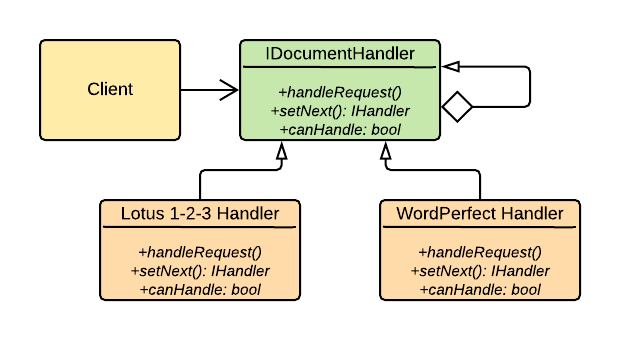 Client
IDocumentHandler
+handleRequest()
+setNext(): IHandler
+canHandle: bool
Lotus 1-2-3 Handler
+handleRequest()
+setNext(): IHandler
+canHandle: bool
WordPerfect Handler
+handleRequest()
+setNext(): IHandler
+canHandle: bool